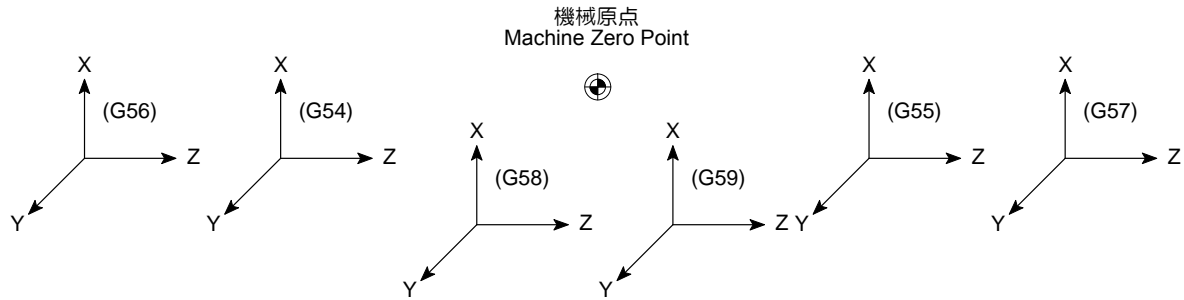 機械原点
Machine Zero Point
X
(G56)
Z
Y
X
(G54)
Z
Y
X
(G58)
Z
Y
X
(G59)
Z
Y
X
(G55)
Z
Y
X
(G57)
Z
Y